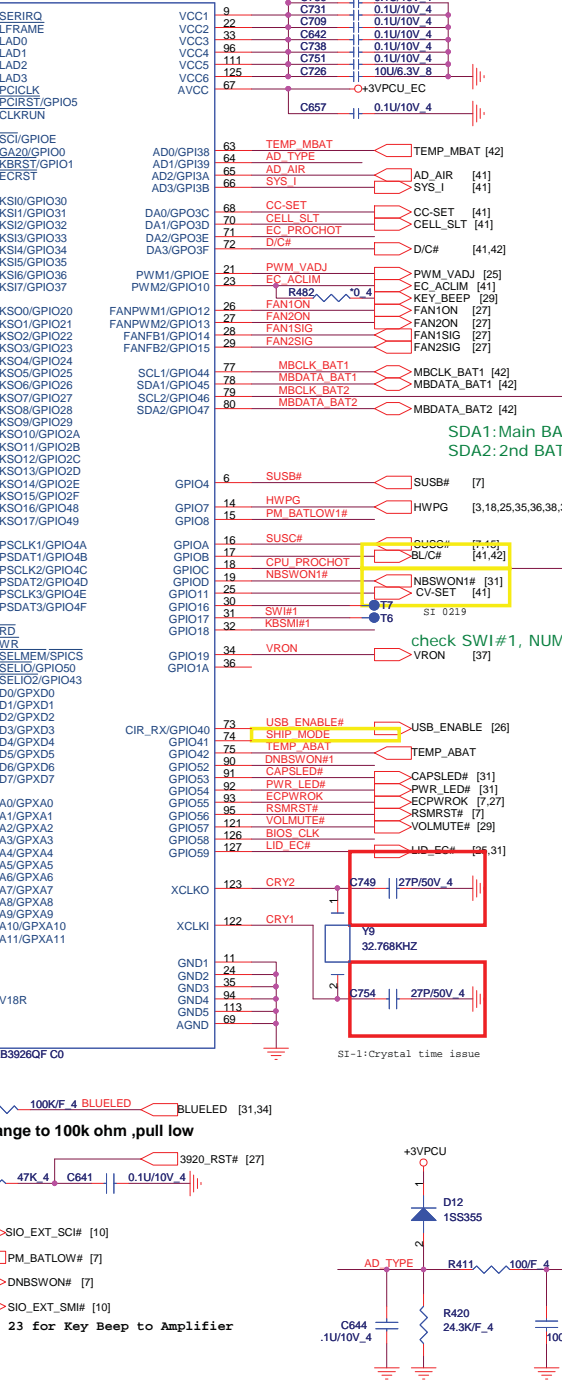 C731 0.1U/10V_4
C709 0.1U/10V_4
C642 0.1U/10V_4
C738 0.1U/10V_4
C751 0.1U/10V_4
C726 10U/6.3V_8
+3VPCU_EC
C657 0.1U/10V_4
SERIRQ VCC1 9
LFRAME VCC2 22
LAD0 VCC3 33
LAD1 VCC4 96
LAD2 VCC5 111
LAD3 VCC6 125
PCICLK AVCC 67
PCIRST/GPIO5
CLKRUN
SCI/GPIOE
GA20/GPIO0 AD0/GPI38 63 TEMP_MBAT TEMP_MBAT [42]
KBRST/GPIO1 AD1/GPI39 64 AD_TYPE
ECRST AD2/GPI3A 65 AD_AIR AD_AIR [41]
AD3/GPI3B 66 SYS_I SYS_I [41]
KSI0/GPIO30
KSI1/GPIO31 DA0/GPO3C 68 CC-SET CC-SET [41]
KSI2/GPIO32 DA1/GPO3D 70 CELL_SLT CELL_SLT [41]
KSI3/GPIO33 DA2/GPO3E 71 EC_PROCHOT
KSI4/GPIO34 DA3/GPO3F 72 D/C# D/C# [41,42]
KSI5/GPIO35
KSI6/GPIO36 PWM1/GPIOE 21 PWM_VADJ PWM_VADJ [25]
KSI7/GPIO37 PWM2/GPIO10 23 EC_ACLIM EC_ACLIM [41]
R482 *0_4 KEY_BEEP [29]
KSO0/GPIO20 FANPWM1/GPIO12 26 FAN1ON FAN1ON [27]
KSO1/GPIO21 FANPWM2/GPIO13 27 FAN2ON FAN2ON [27]
KSO2/GPIO22 FANFB1/GPIO14 28 FAN1SIG FAN1SIG [27]
KSO3/GPIO23 FANFB2/GPIO15 29 FAN2SIG FAN2SIG [27]
KSO4/GPIO24
KSO5/GPIO25 SCL1/GPIO44 77 MBCLK_BAT1 MBCLK_BAT1 [42]
KSO6/GPIO26 SDA1/GPIO45 78 MBDATA_BAT1 MBDATA_BAT1 [42]
KSO7/GPIO27 SCL2/GPIO46 79 MBCLK_BAT2
KSO8/GPIO28 SDA2/GPIO47 80 MBDATA_BAT2 MBDATA_BAT2 [42]
KSO9/GPIO29
KSO10/GPIO2A SDA1:Main BA
KSO11/GPIO2B SDA2:2nd BAT
KSO12/GPIO2C
KSO13/GPIO2D
KSO14/GPIO2E GPIO4 6 SUSB# SUSB# [7]
KSO15/GPIO2F
KSO16/GPIO48 GPIO7 14 HWPG HWPG [3,18,25,35,36,38,
KSO17/GPIO49 GPIO8 15 PM_BATLOW1#
PSCLK1/GPIO4A GPIOA 16 SUSC# SUSC# [7,15]
PSDAT1/GPIO4B GPIOB 17 BL/C# [41,42]
PSCLK2/GPIO4C GPIOC 18 CPU_PROCHOT
PSDAT2/GPIO4D GPIOD 19 NBSWON1# NBSWON1# [31]
PSCLK3/GPIO4E GPIO11 25 CV-SET [41]
PSDAT3/GPIO4F GPIO16 30 T7
SI 0219
GPIO17 31 SWI#1 T6
RD GPIO18 32 KBSMI#1
WR check SWI#1, NUM
SELMEM/SPICS GPIO19 34 VRON VRON [37]
SELIO/GPIO50 GPIO1A 36
SELIO2/GPIO43
D0/GPXD0
D1/GPXD1
D2/GPXD2
D3/GPXD3 CIR_RX/GPIO40 73 USB_ENABLE# USB_ENABLE [26]
D4/GPXD4 GPIO41 74 SHIP_MODE
D5/GPXD5 GPIO42 75 TEMP_ABAT TEMP_ABAT
D6/GPXD6 GPIO52 90 DNBSWON#1
D7/GPXD7 GPIO53 91 CAPSLED# CAPSLED# [31]
GPIO54 92 PWR_LED# PWR_LED# [31]
A0/GPXA0 GPIO55 93 ECPWROK ECPWROK [7,27]
A1/GPXA1 GPIO56 95 RSMRST# RSMRST# [7]
A2/GPXA2 GPIO57 121 VOLMUTE# VOLMUTE# [29]
A3/GPXA3 GPIO58 126 BIOS_CLK
A4/GPXA4 GPIO59 127 LID_EC# LID_EC# [25,31]
A5/GPXA5
A6/GPXA6
A7/GPXA7 XCLKO 123 CRY2 C749 27P/50V_4
A8/GPXA8 1
A9/GPXA9
A10/GPXA10 XCLKI 122 CRY1 Y9
A11/GPXA11 32.768KHZ
2 C754 27P/50V_4
GND1 11
GND2 24
GND3 35
V18R GND4 94
GND5 113
AGND 69
B3926QF C0 SI-1:Crystal time issue
100K/F_4 BLUELED BLUELED [31,34]
ange to 100k ohm ,pull low
3920_RST# [27]
47K_4 C641 0.1U/10V_4
+3VPCU
1
D12
1SS355
2
SIO_EXT_SCI# [10]
PM_BATLOW# [7]
AD_TYPE R411 100/F_4
DNBSWON# [7]
SIO_EXT_SMI# [10]
23 for Key Beep to Amplifier
C644
.1U/10V_4
R420
24.3K/F_4
100